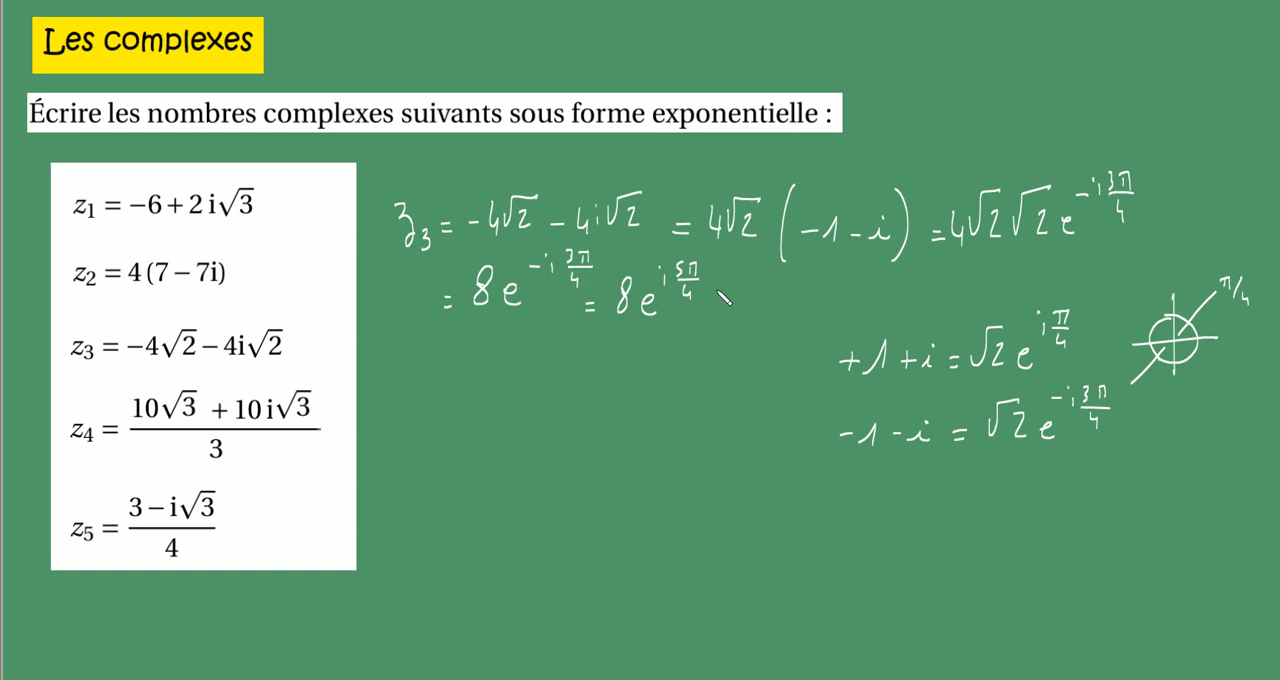 Les complexes
Écrire les nombres complexes suivants sous forme exponentielle :
z₁ = −6 + 2 i√3
z₂ = 4 (7 − 7i)
z₃ = −4√2 − 4i√2
z₄ = (10√3 + 10 i√3)/3
z₅ = (3 − i√3)/4
z₃ = -4√2 - 4i√2 = 4√2 (-1 - i) = 4√2 √2 e^(-i 3π/4)
= 8 e^(-i 3π/4) = 8 e^(i 5π/4)
π/4
+1 + i = √2 e^(i π/4)
-1 - i = √2 e^(-i 3π/4)